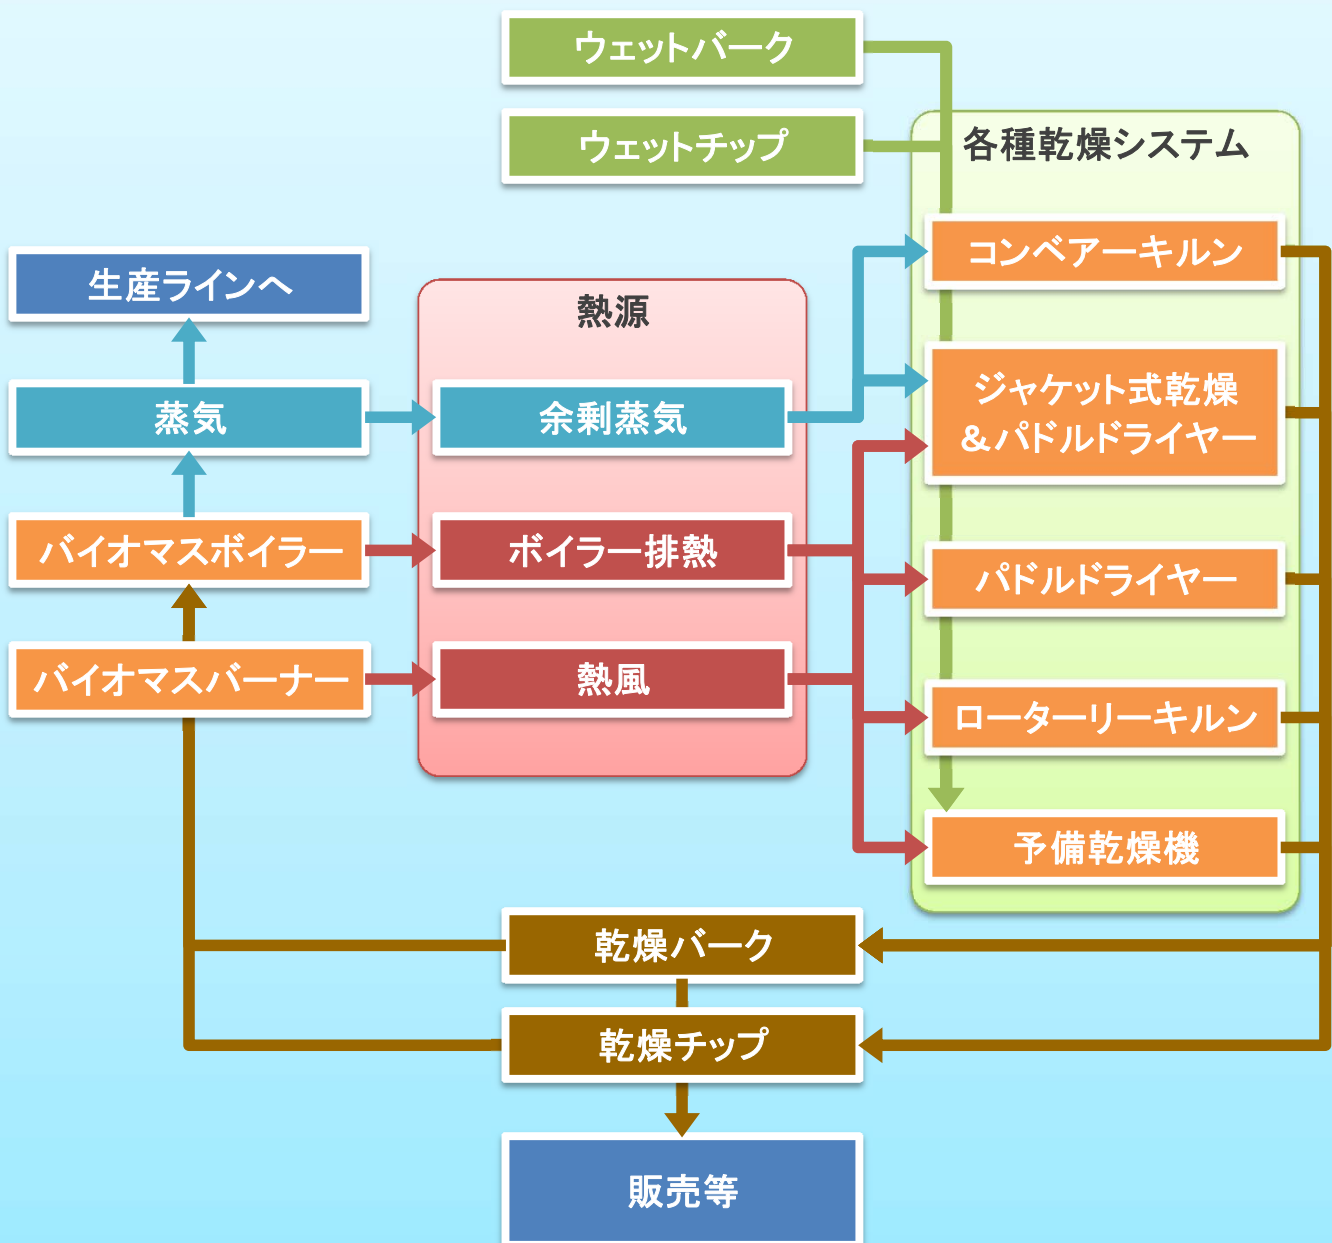 ウェットバーク
ウェットチップ
各種乾燥システム
コンベアーキルン
生産ラインへ
熱源
ジャケット式乾燥
&パドルドライヤー
蒸気
余剰蒸気
バイオマスボイラー
ボイラー排熱
パドルドライヤー
バイオマスバーナー
熱風
ローターリーキルン
予備乾燥機
乾燥バーク
乾燥チップ
販売等